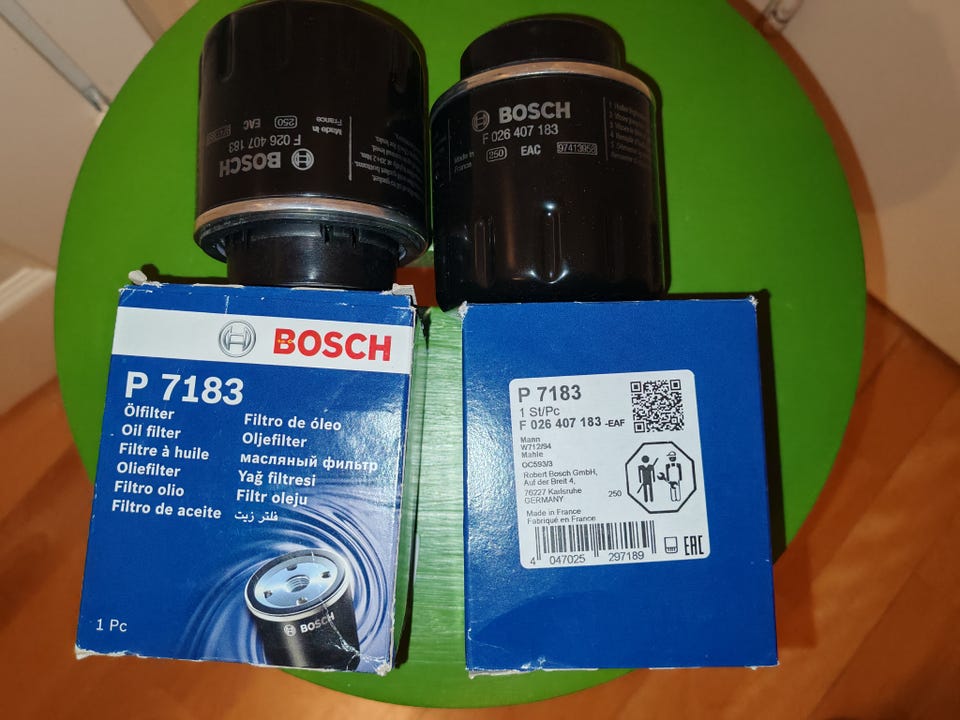 Made in
France
250 EAC
F 026 407 183
BOSCH
BOSCH
F 026 407 183
250 EAC 97413958
Made in
France
BOSCH
P 7183
Ölfilter
Oil filter
Filtre à huile
Oliefilter
Filtro olio
Filtro de aceite
Filtro de óleo
Oljefilter
масляный фильтр
Yağ filtresi
Filtr oleju
فلتر زيت
BOSCH
1 Pc
P 7183
1 St/Pc
F 026 407 183 -EAF
Mann
W712/94
Mahle
OC593/3
Robert Bosch GmbH,
Auf der Breit 4,
76227 Karlsruhe
GERMANY
250
Made in France
Fabriqué en France
4 047025 297189
EAC